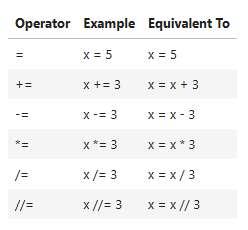 Operator Example Equivalent To
= x = 5 x = 5
+= x += 3 x = x + 3
-= x -= 3 x = x - 3
*= x *= 3 x = x * 3
/= x /= 3 x = x / 3
//= x //= 3 x = x // 3